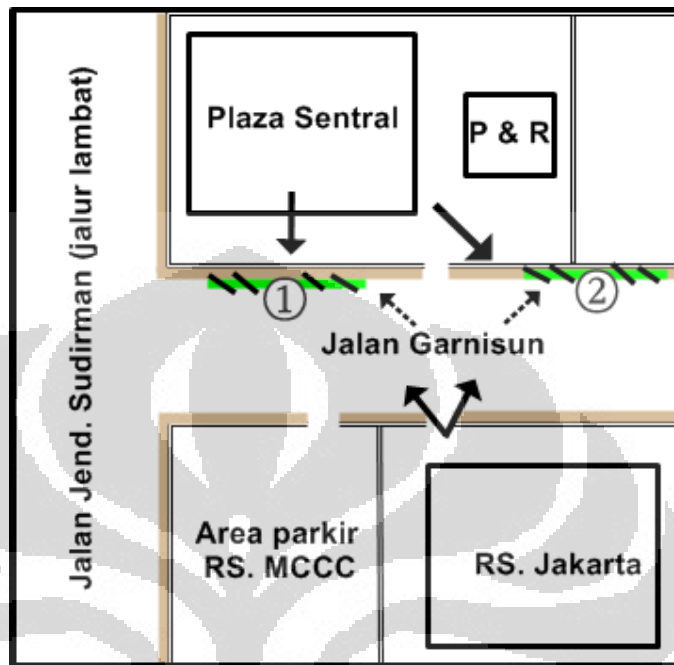 Jalan Jend. Sudirman (jalur lambat)
Plaza Sentral
P & R
1
2
Jalan Garnisun
Area parkir
RS. MCCC
RS. Jakarta